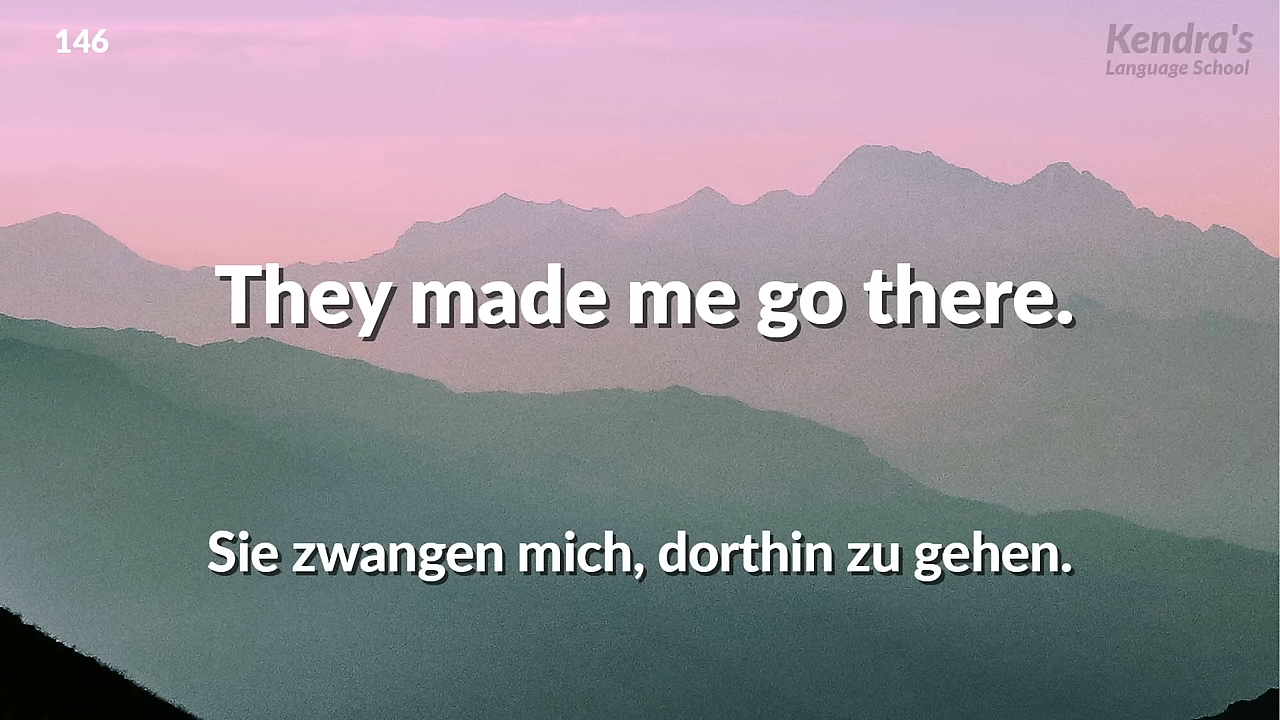 146
Kendra's
Language School
They made me go there.
Sie zwangen mich, dorthin zu gehen.